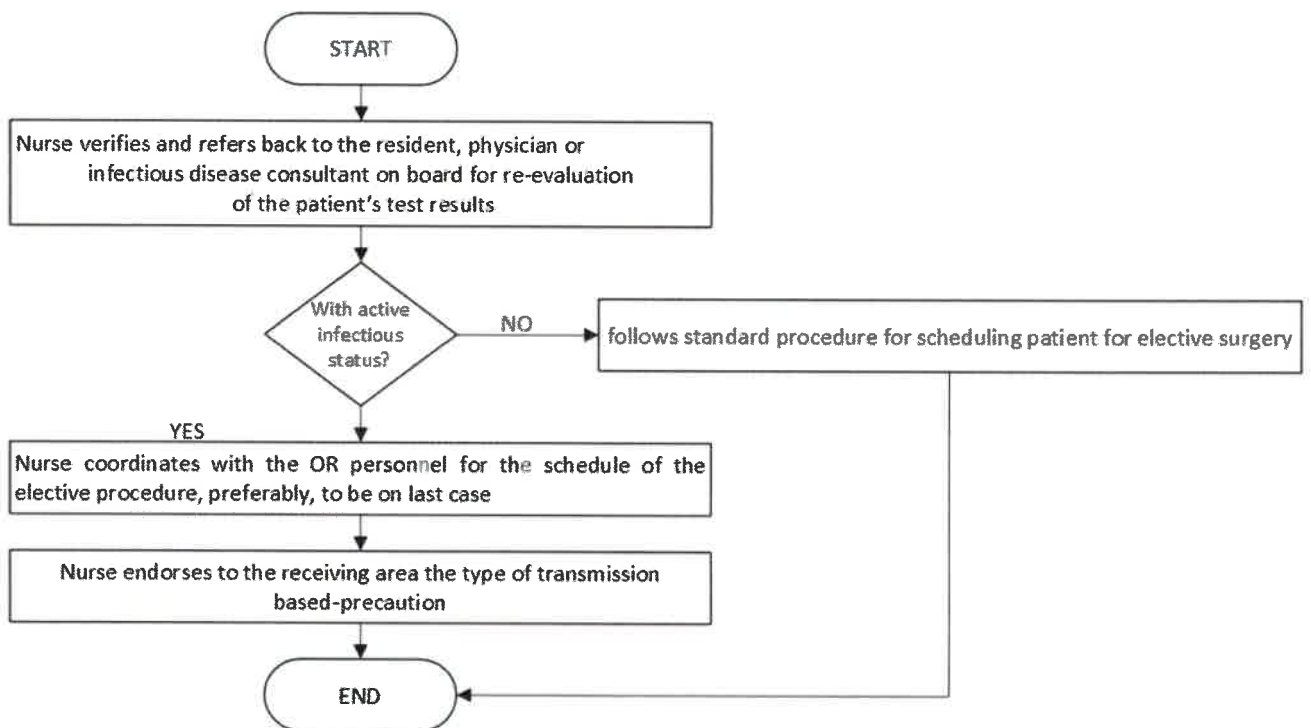 START
Nurse verifies and refers back to the resident, physician or
infectious disease consultant on board for re-evaluation
of the patient's test results
With active
infectious
status?
NO
follows standard procedure for scheduling patient for elective surgery
YES
Nurse coordinates with the OR personnel for the schedule of the
elective procedure, preferably, to be on last case
Nurse endorses to the receiving area the type of transmission
based-precaution
END